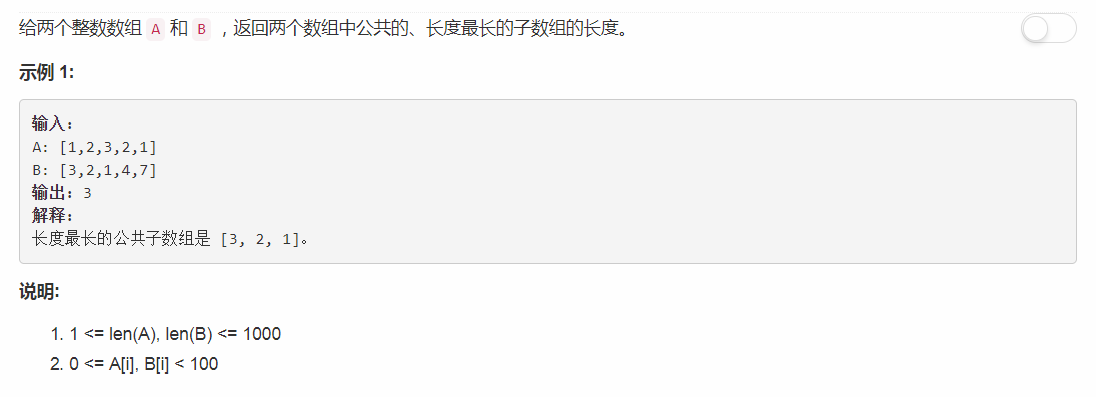 给两个整数数组 A 和 B ，返回两个数组中公共的、长度最长的子数组的长度。
示例 1:
输入：
A: [1,2,3,2,1]
B: [3,2,1,4,7]
输出：3
解释：
长度最长的公共子数组是 [3, 2, 1]。
说明:
1. 1 <= len(A), len(B) <= 1000
2. 0 <= A[i], B[i] < 100